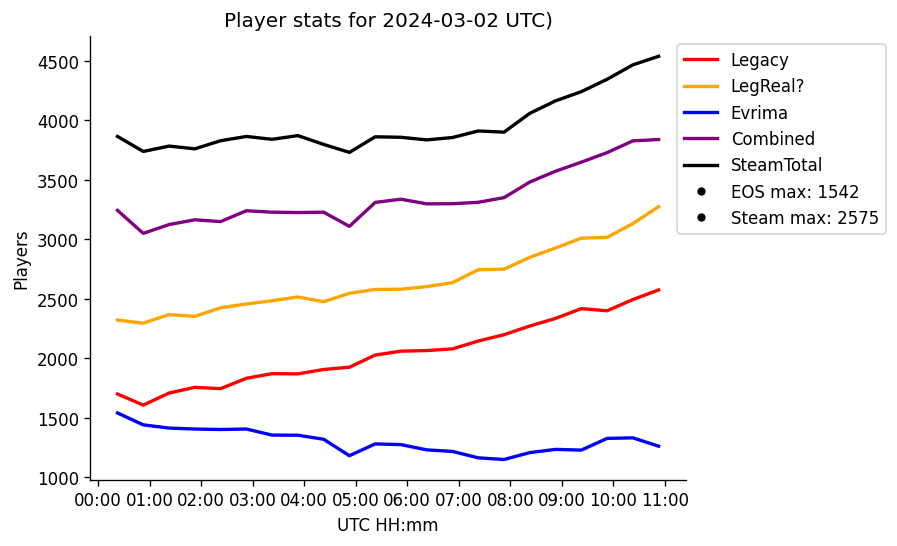 Player stats for 2024-03-02 UTC)
4500
4000
3500
3000
2500
2000
1500
1000
Players
00:00 01:00 02:00 03:00 04:00 05:00 06:00 07:00 08:00 09:00 10:00 11:00
UTC HH:mm
Legacy
LegReal?
Evrima
Combined
SteamTotal
EOS max: 1542
Steam max: 2575